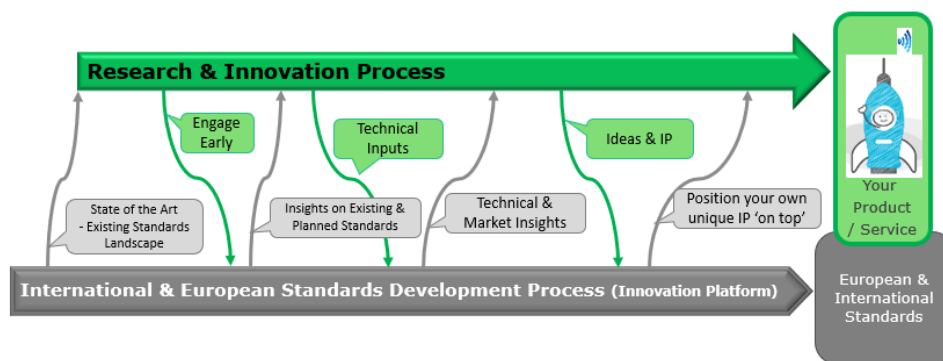 Research & Innovation Process
Engage
Early
Technical
Inputs
Ideas & IP
State of the Art
- Existing Standards
Landscape
Insights on Existing &
Planned Standards
Technical &
Market Insights
Position your own
unique IP ‘on top’
Your
Product
/ Service
International & European Standards Development Process (Innovation Platform)
European &
International
Standards